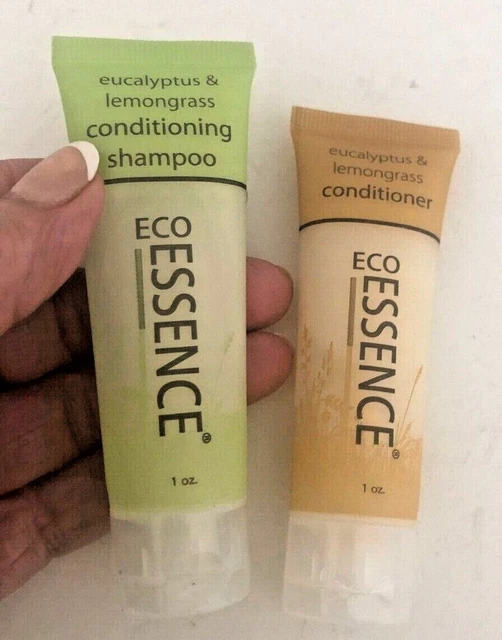 eucalyptus &
lemongrass
conditioning
shampoo
ECO
ESSENCE®
1 oz.
eucalyptus &
lemongrass
conditioner
ECO
ESSENCE®
1 oz.